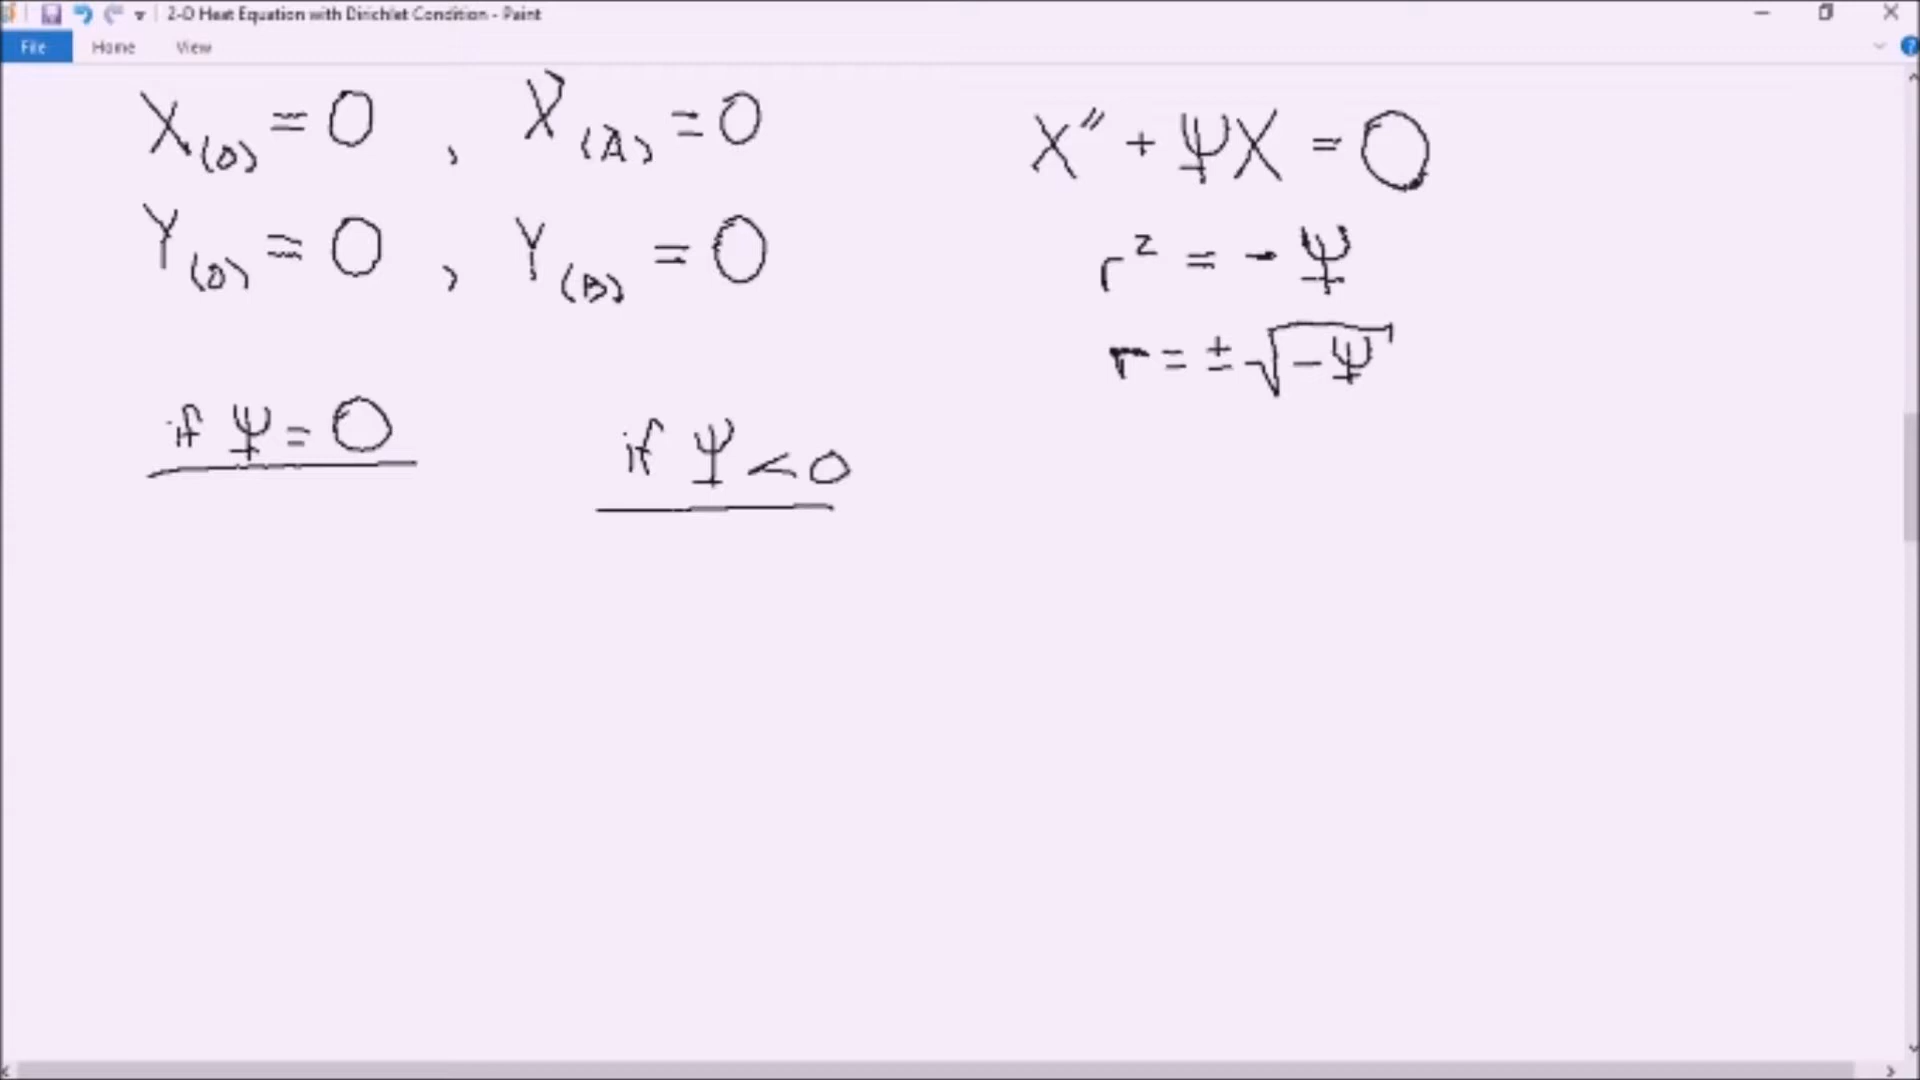 2-D Heat Equation with Dirichlet Condition - Paint
File Home View
X(0) = 0 , X(A) = 0
Y(0) = 0 , Y(B) = 0
X″ + ΨX = 0
r² = - Ψ
r = ± √-Ψ
if Ψ = 0
if Ψ < 0